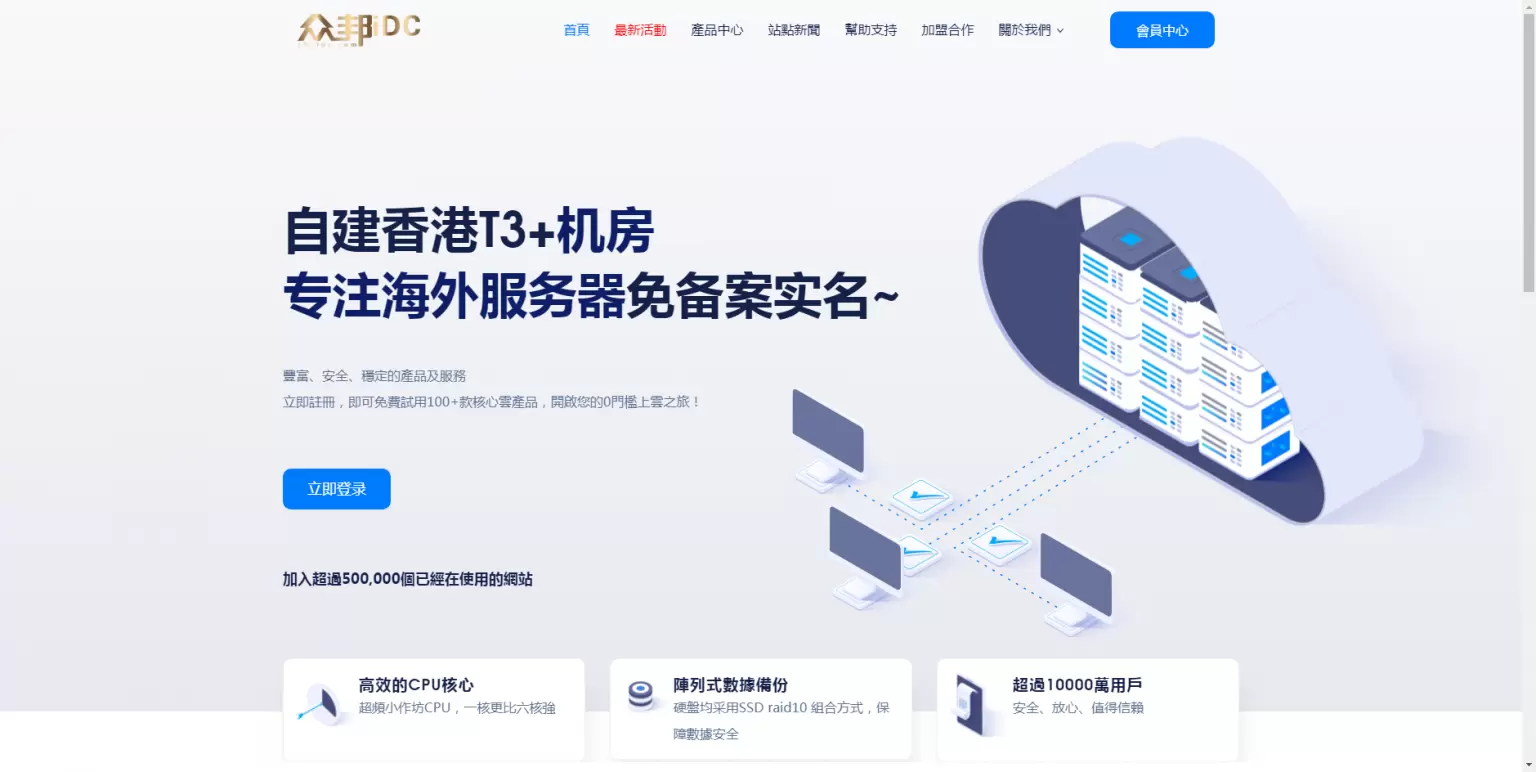 众邦iDC
首頁 最新活動 產品中心 站點新聞 幫助支持 加盟合作 關於我們 會員中心
自建香港T3+机房
专注海外服务器免备案实名~
豐富、安全、穩定的產品及服務
立即註冊，即可免費試用100+款核心雲產品，開啟您的0門檻上雲之旅！
立即登录
加入超過500,000個已經在使用的網站
高效的CPU核心
超頻小作坊CPU，一核更比六核強
陣列式數據備份
硬盤均采用SSD raid10 組合方式，保
障數據安全
超過10000萬用戶
安全、放心、值得信賴